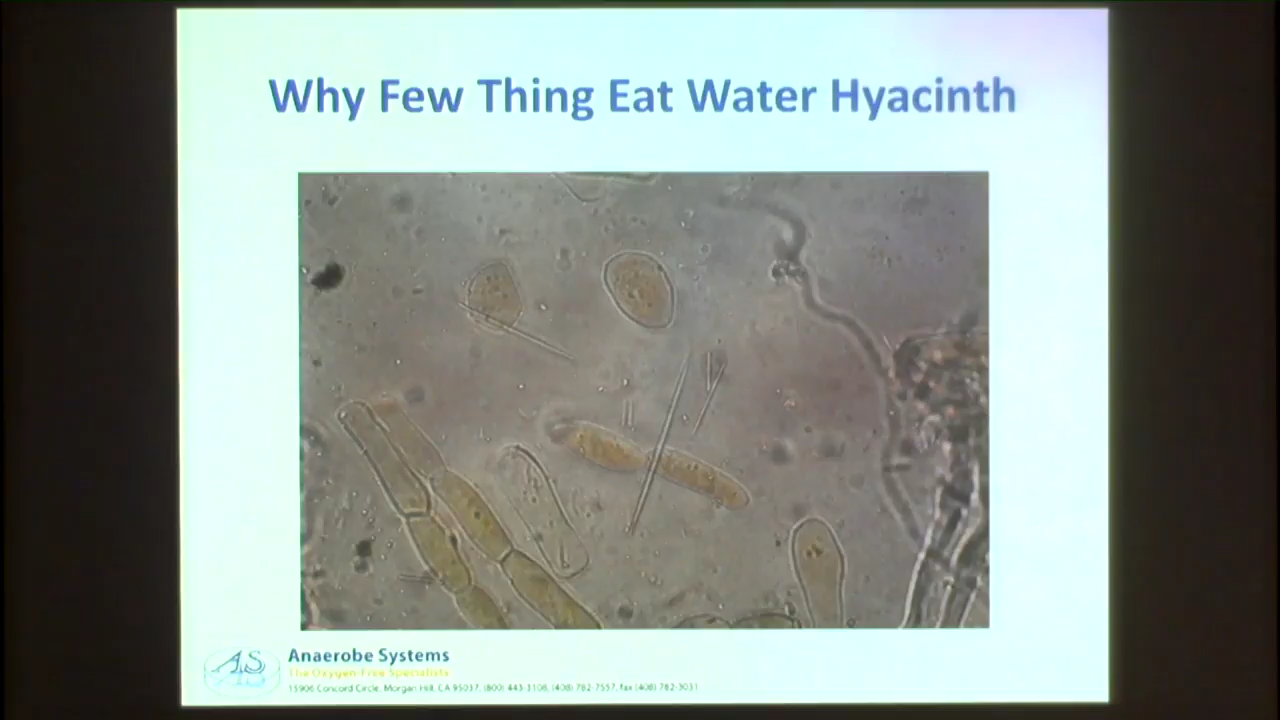 Why Few Thing Eat Water Hyacinth
AS
Anaerobe Systems
The Oxygen-Free Specialists
15906 Concord Circle, Morgan Hill, CA 95037, (800) 443-3108, (408) 782-7557, fax (408) 782-3031